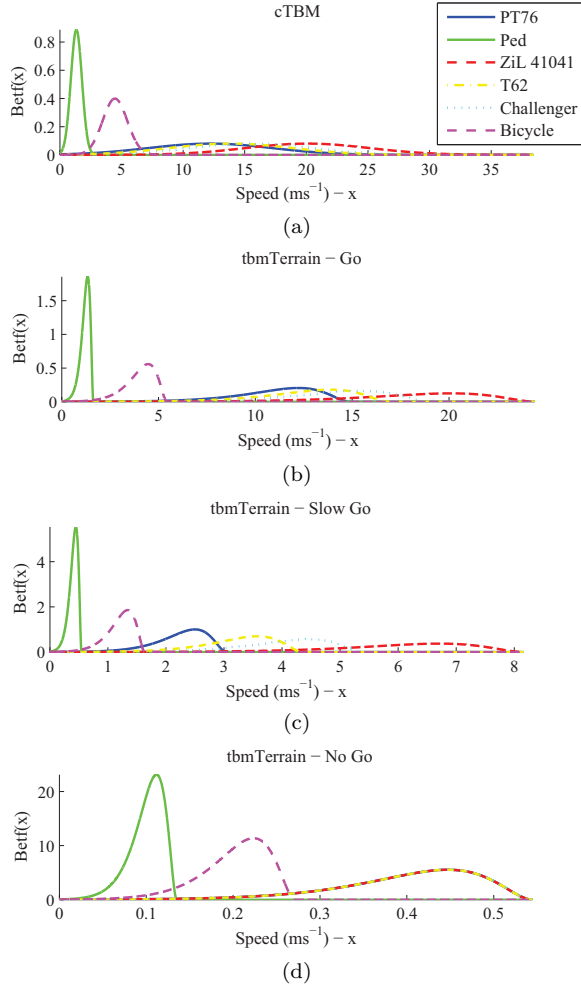 cTBM
PT76
Ped
ZiL 41041
T62
Challenger
Bicycle
Betf(x)
0.8
0.6
0.4
0.2
0
0 5 10 15 20 25 30 35
Speed (ms⁻¹) − x
(a)
tbmTerrain − Go
Betf(x)
1.5
1
0.5
0
0 5 10 15 20
Speed (ms⁻¹) − x
(b)
tbmTerrain − Slow Go
Betf(x)
4
2
0
0 1 2 3 4 5 6 7 8
Speed (ms⁻¹) − x
(c)
tbmTerrain − No Go
Betf(x)
20
10
0
0 0.1 0.2 0.3 0.4 0.5
Speed (ms⁻¹) − x
(d)